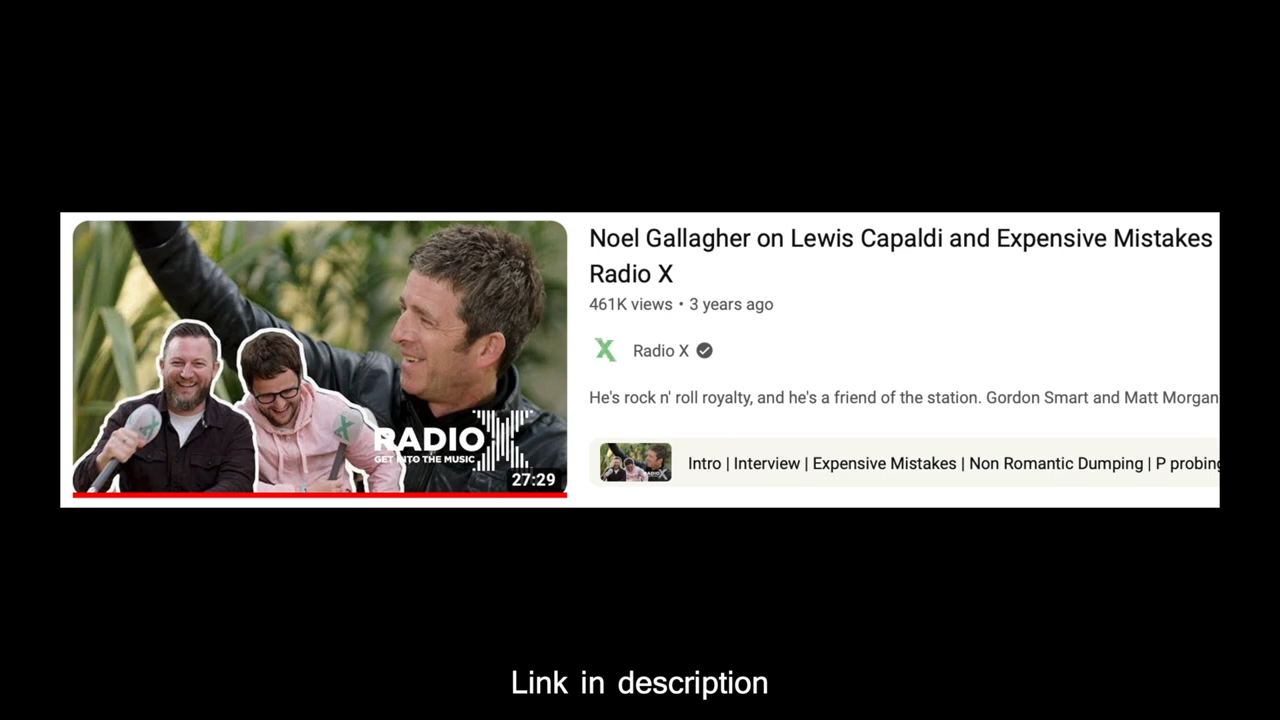 Noel Gallagher on Lewis Capaldi and Expensive Mistakes
Radio X
461K views • 3 years ago
X Radio X
He's rock n' roll royalty, and he's a friend of the station. Gordon Smart and Matt Morgan
Intro | Interview | Expensive Mistakes | Non Romantic Dumping | P probing
RADIO X
GET INTO THE MUSIC
27:29
Link in description